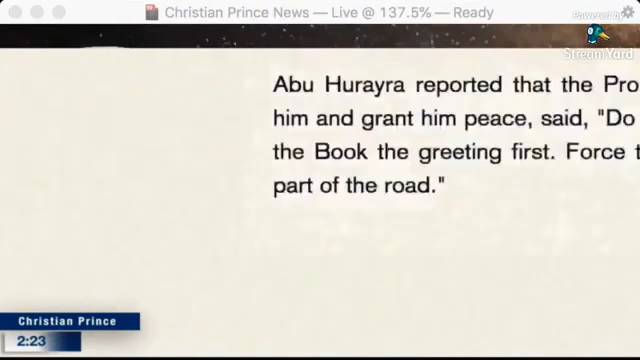 Christian Prince News — Live @ 137.5% — Ready
Powered by
StreamYard
Abu Hurayra reported that the Pro
him and grant him peace, said, "Do
the Book the greeting first. Force t
part of the road."
Christian Prince
2:23